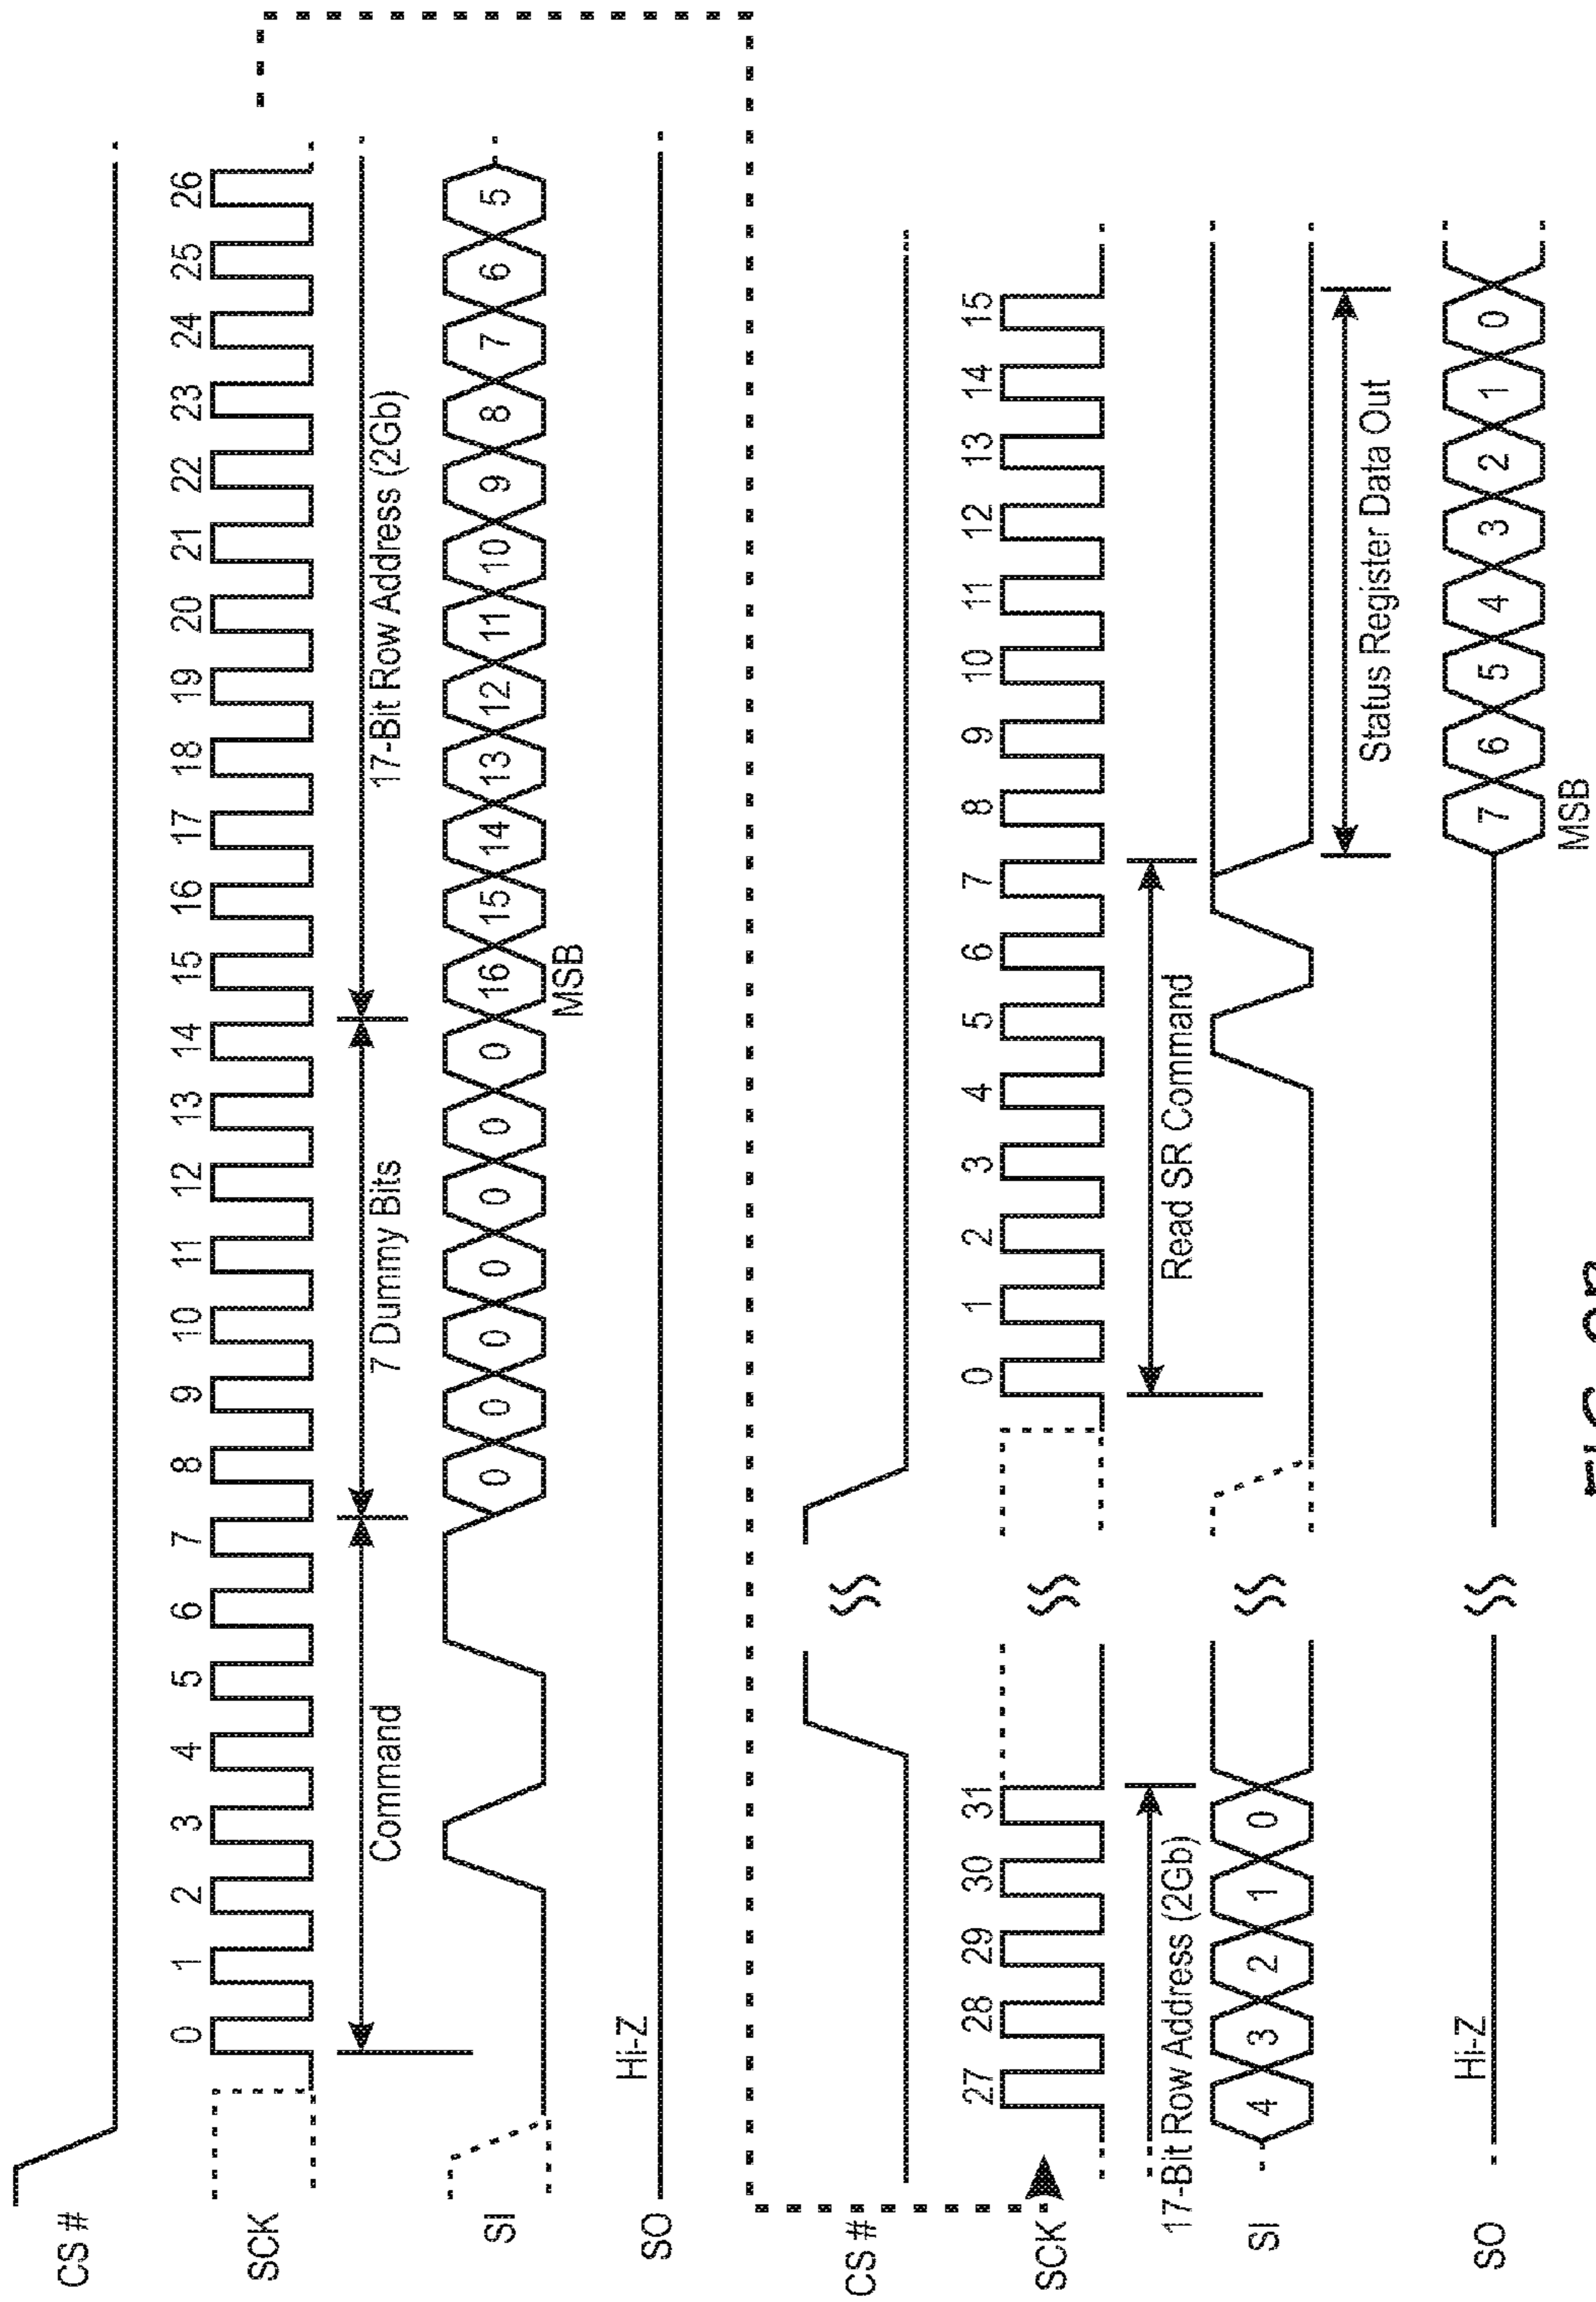 CS #
SCK
0 1 2 3 4 5 6 7 8 9 10 11 12 13 14 15 16 17 18 19 20 21 22 23 24 25 26
Command
7 Dummy Bits
17-Bit Row Address (2Gb)
SI
0 0 0 0 0 0 0 16 15 14 13 12 11 10 9 8 7 6 5
MSB
Hi-Z
SO
CS #
SCK
27 28 29 30 31 0 1 2 3 4 5 6 7 8 9 10 11 12 13 14 15
17-Bit Row Address (2Gb)
Read SR Command
SI
4 3 2 1 0
Status Register Data Out
Hi-Z
SO
7 6 5 4 3 2 1 0
MSB